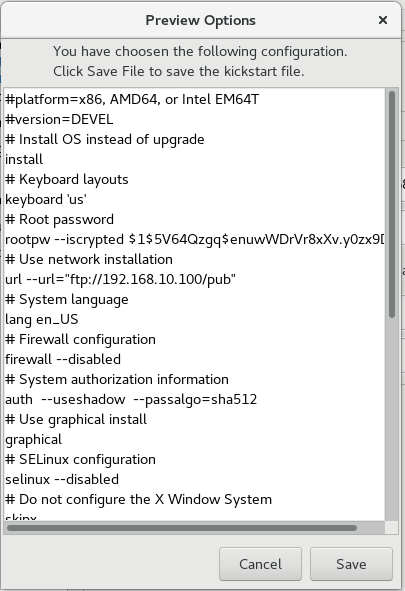 Preview Options
You have choosen the following configuration.
Click Save File to save the kickstart file.
#platform=x86, AMD64, or Intel EM64T
#version=DEVEL
# Install OS instead of upgrade
install
# Keyboard layouts
keyboard 'us'
# Root password
rootpw --iscrypted $1$5V64Qzgq$enuwWDrVr8xXv.y0zx9D
# Use network installation
url --url="ftp://192.168.10.100/pub"
# System language
lang en_US
# Firewall configuration
firewall --disabled
# System authorization information
auth  --useshadow  --passalgo=sha512
# Use graphical install
graphical
# SELinux configuration
selinux --disabled
# Do not configure the X Window System
skipx
Cancel
Save